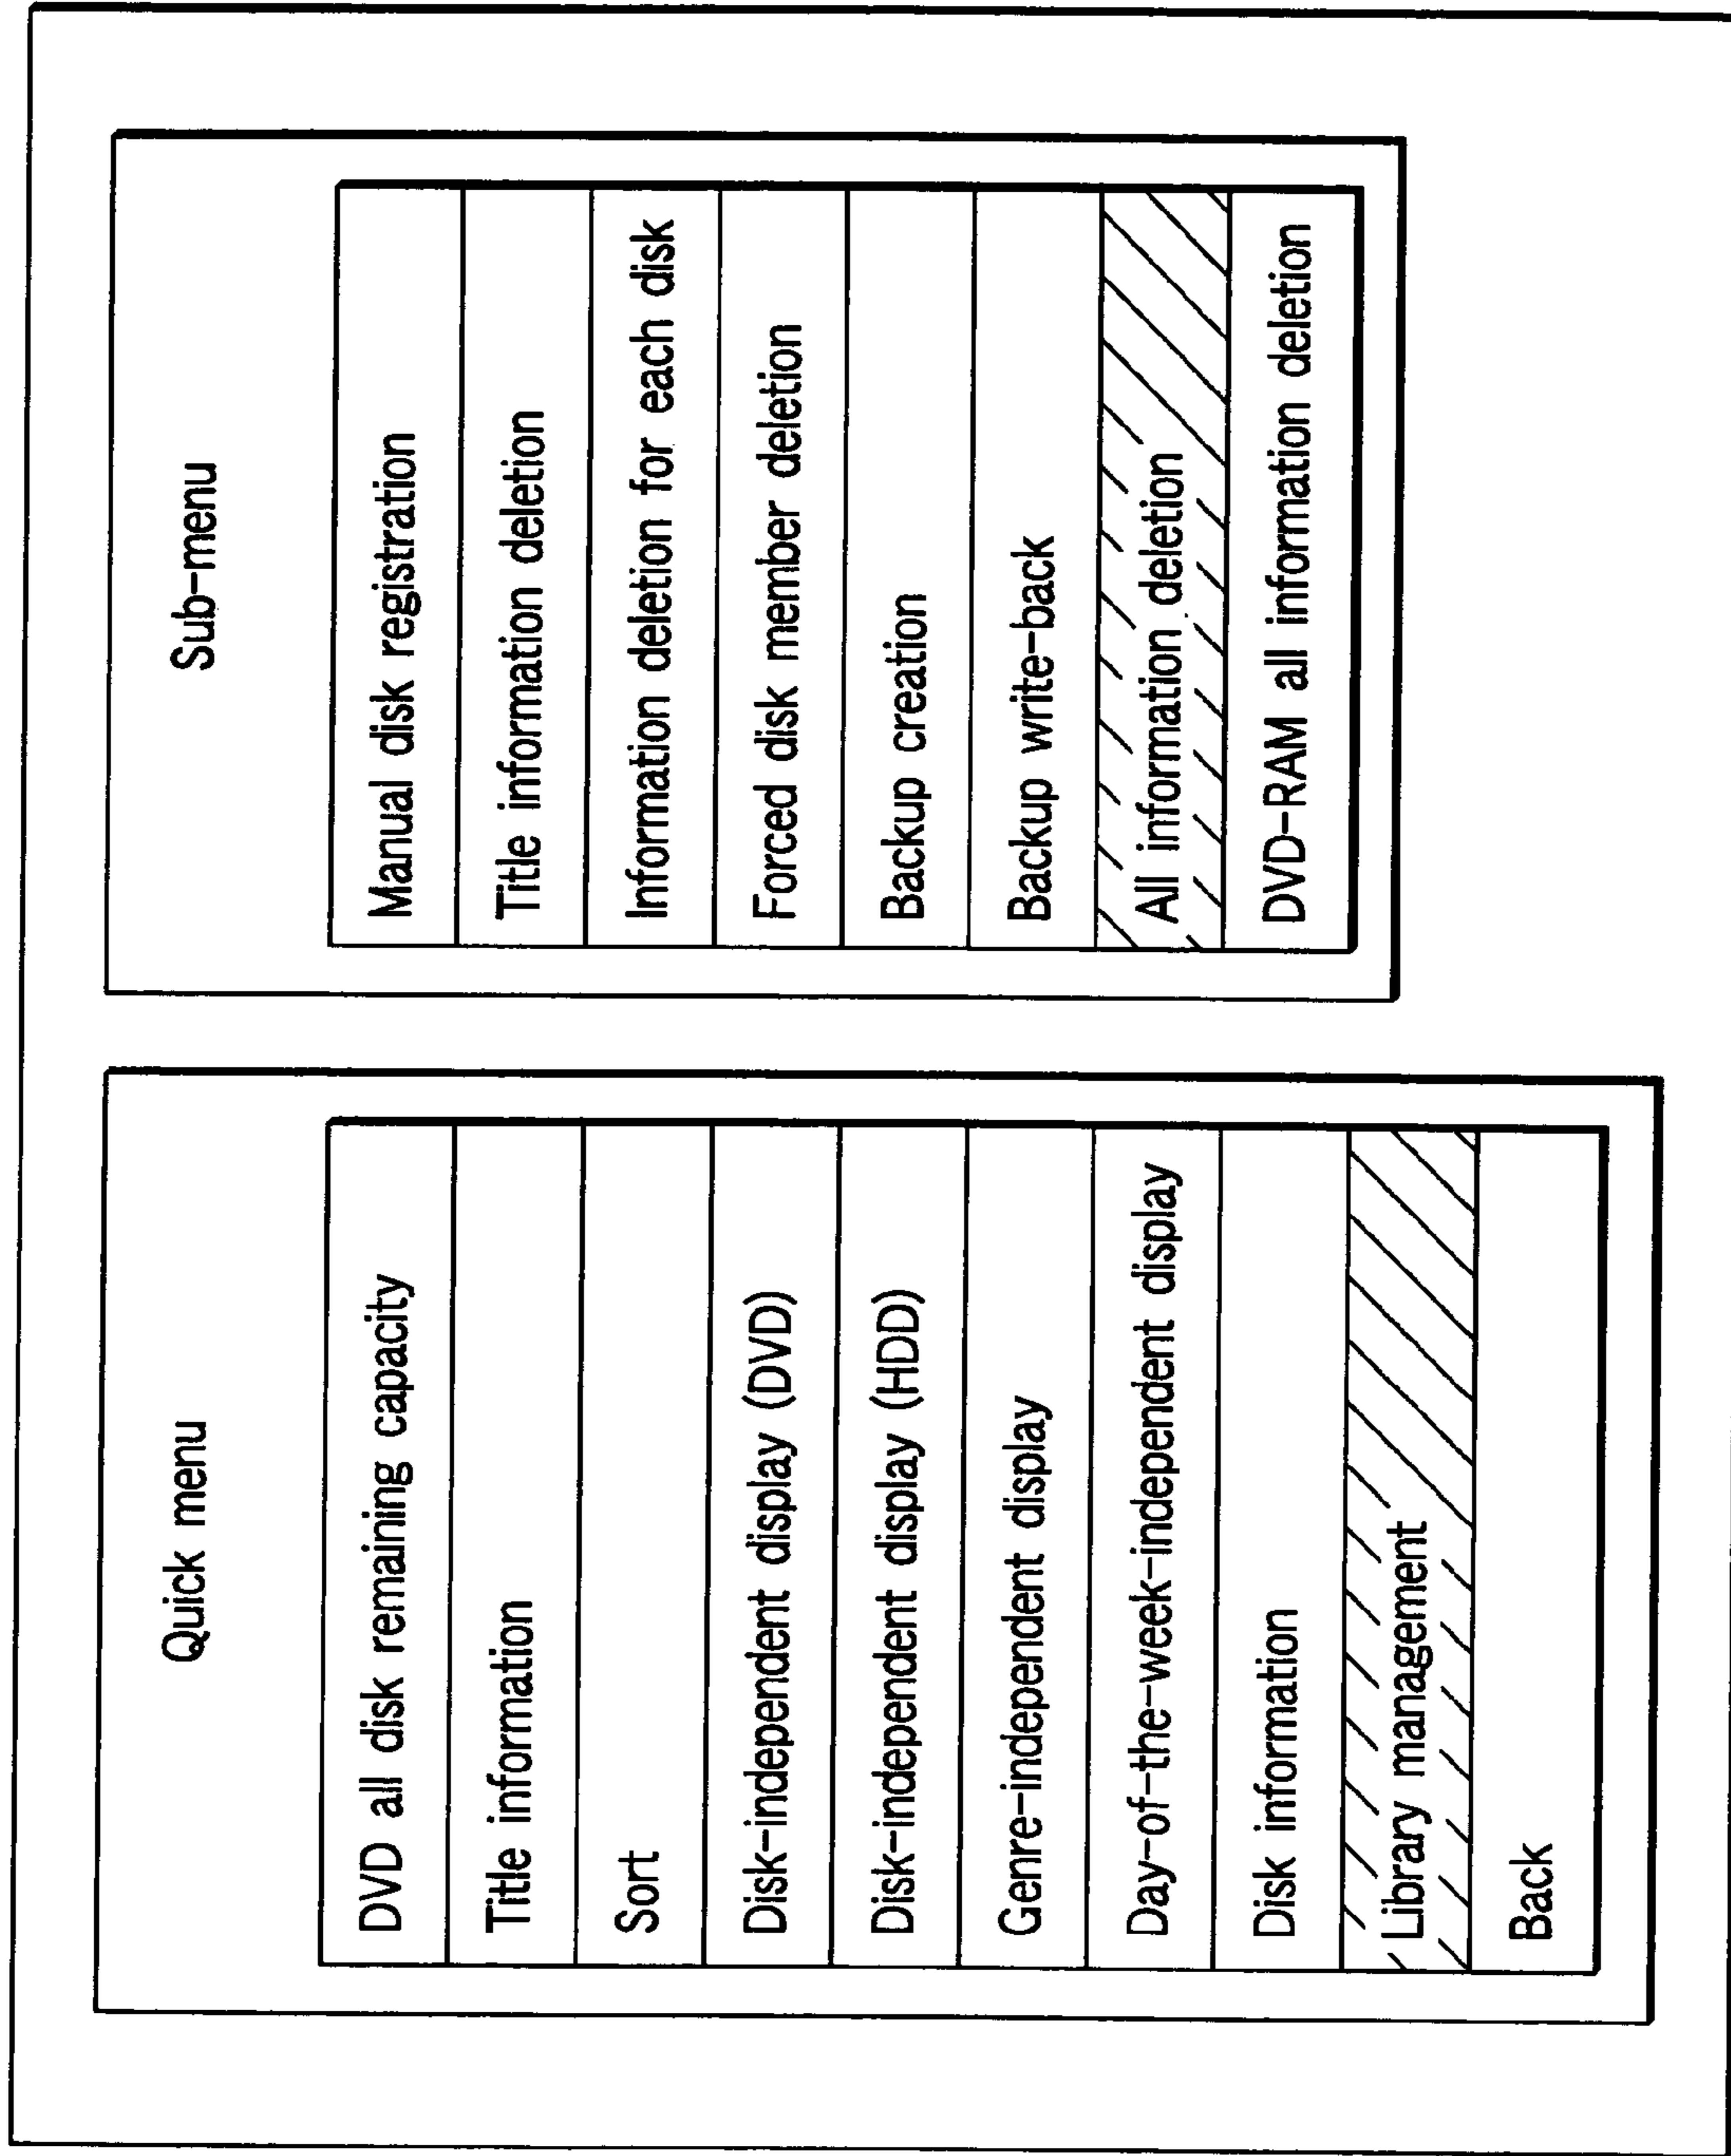 Quick menu
DVD all disk remaining capacity
Title information
Sort
Disk-independent display (DVD)
Disk-independent display (HDD)
Genre-independent display
Day-of-the-week-independent display
Disk information
Library management
Back
Sub-menu
Manual disk registration
Title information deletion
Information deletion for each disk
Forced disk member deletion
Backup creation
Backup write-back
All information deletion
DVD-RAM all information deletion